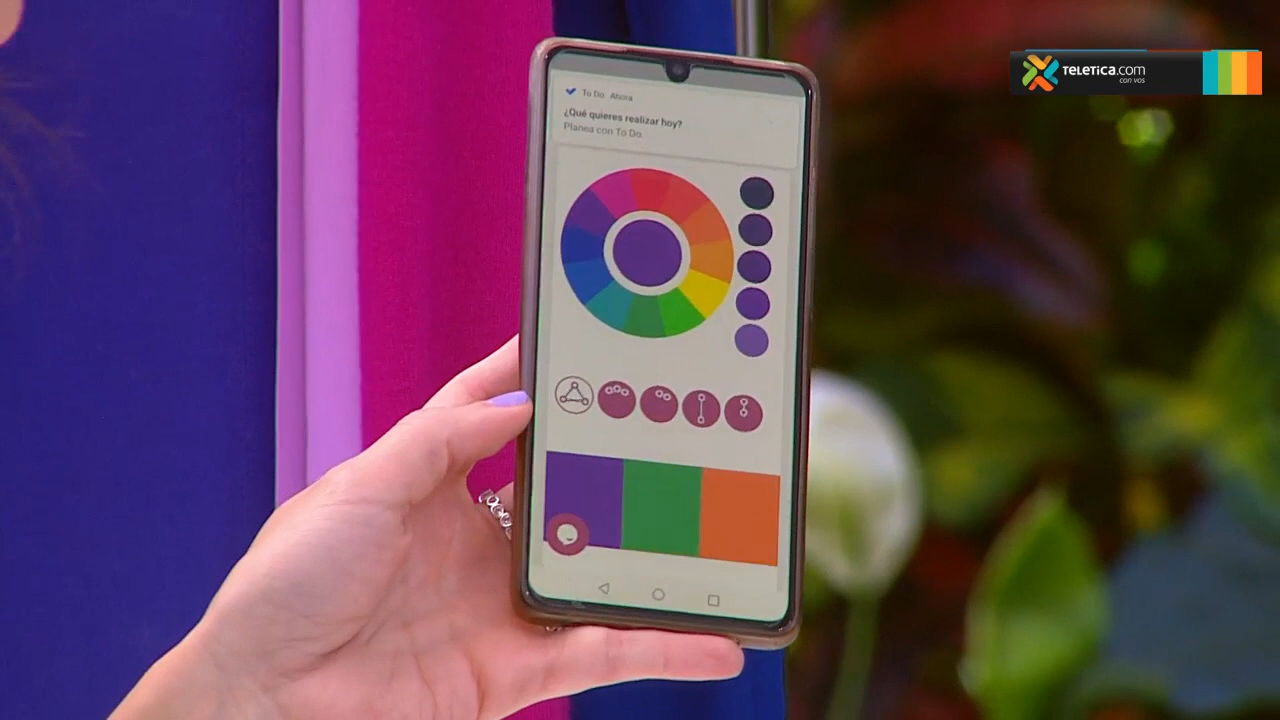 TELETICA.COM
con vos
To Do · Ahora
¿Qué quieres realizar hoy?
Planea con To Do.